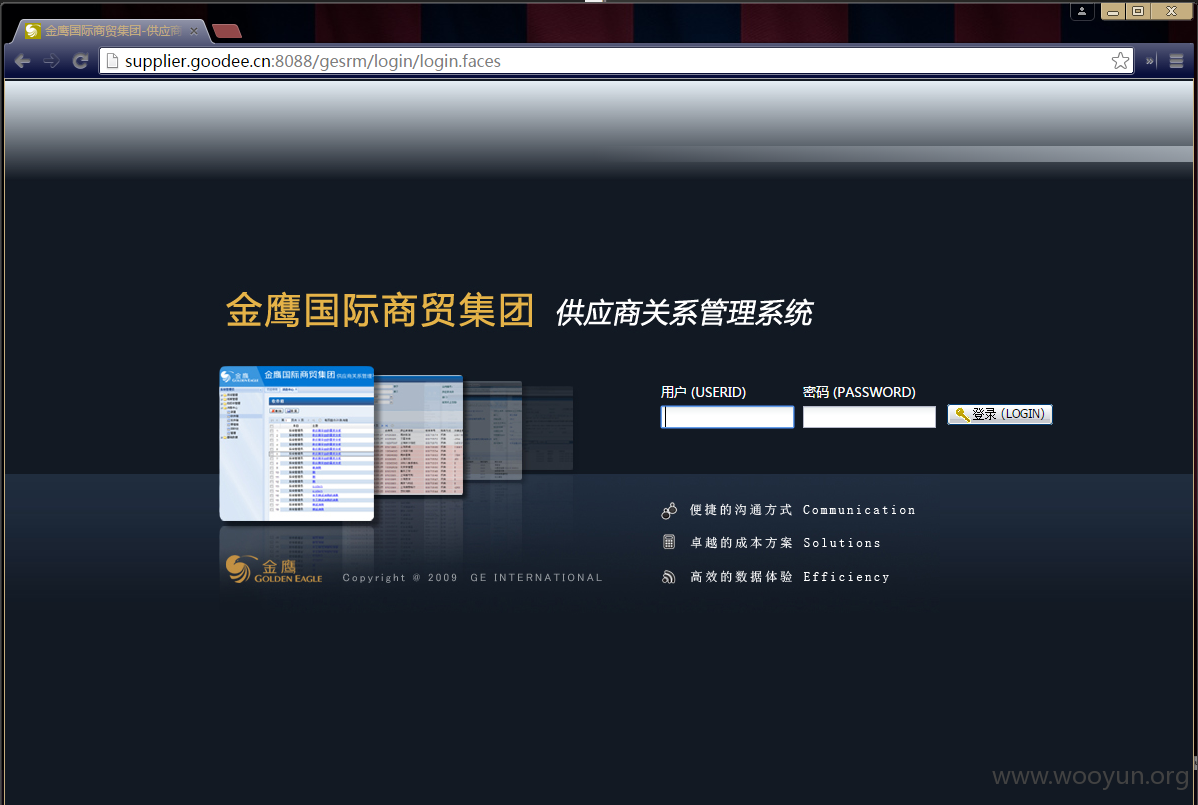 金鹰国际商贸集团-供应商
supplier.goodee.cn:8088/gesrm/login/login.faces
金鹰国际商贸集团 供应商关系管理系统
金鹰国际商贸集团 供应商关系管理
用户 (USERID)
密码 (PASSWORD)
登录 (LOGIN)
便捷的沟通方式 Communication
卓越的成本方案 Solutions
高效的数据体验 Efficiency
金鹰
GOLDEN EAGLE
Copyright @ 2009 GE INTERNATIONAL
www.wooyun.org